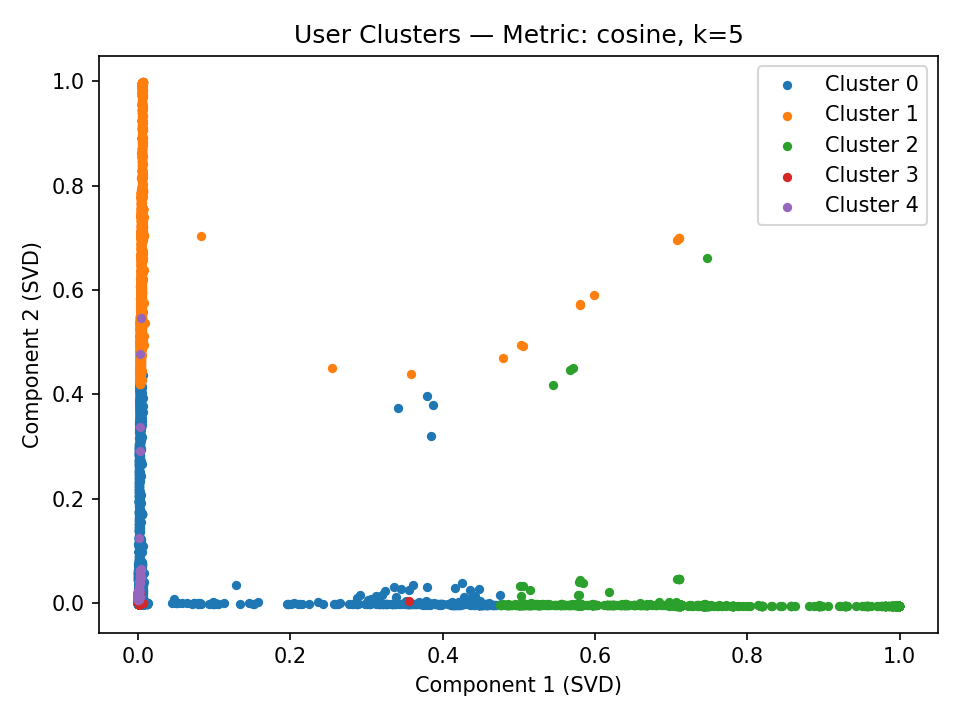 User Clusters — Metric: cosine, k=5
Cluster 0
Cluster 1
Cluster 2
Cluster 3
Cluster 4
Component 2 (SVD)
1.0
0.8
0.6
0.4
0.2
0.0
0.0 0.2 0.4 0.6 0.8 1.0
Component 1 (SVD)